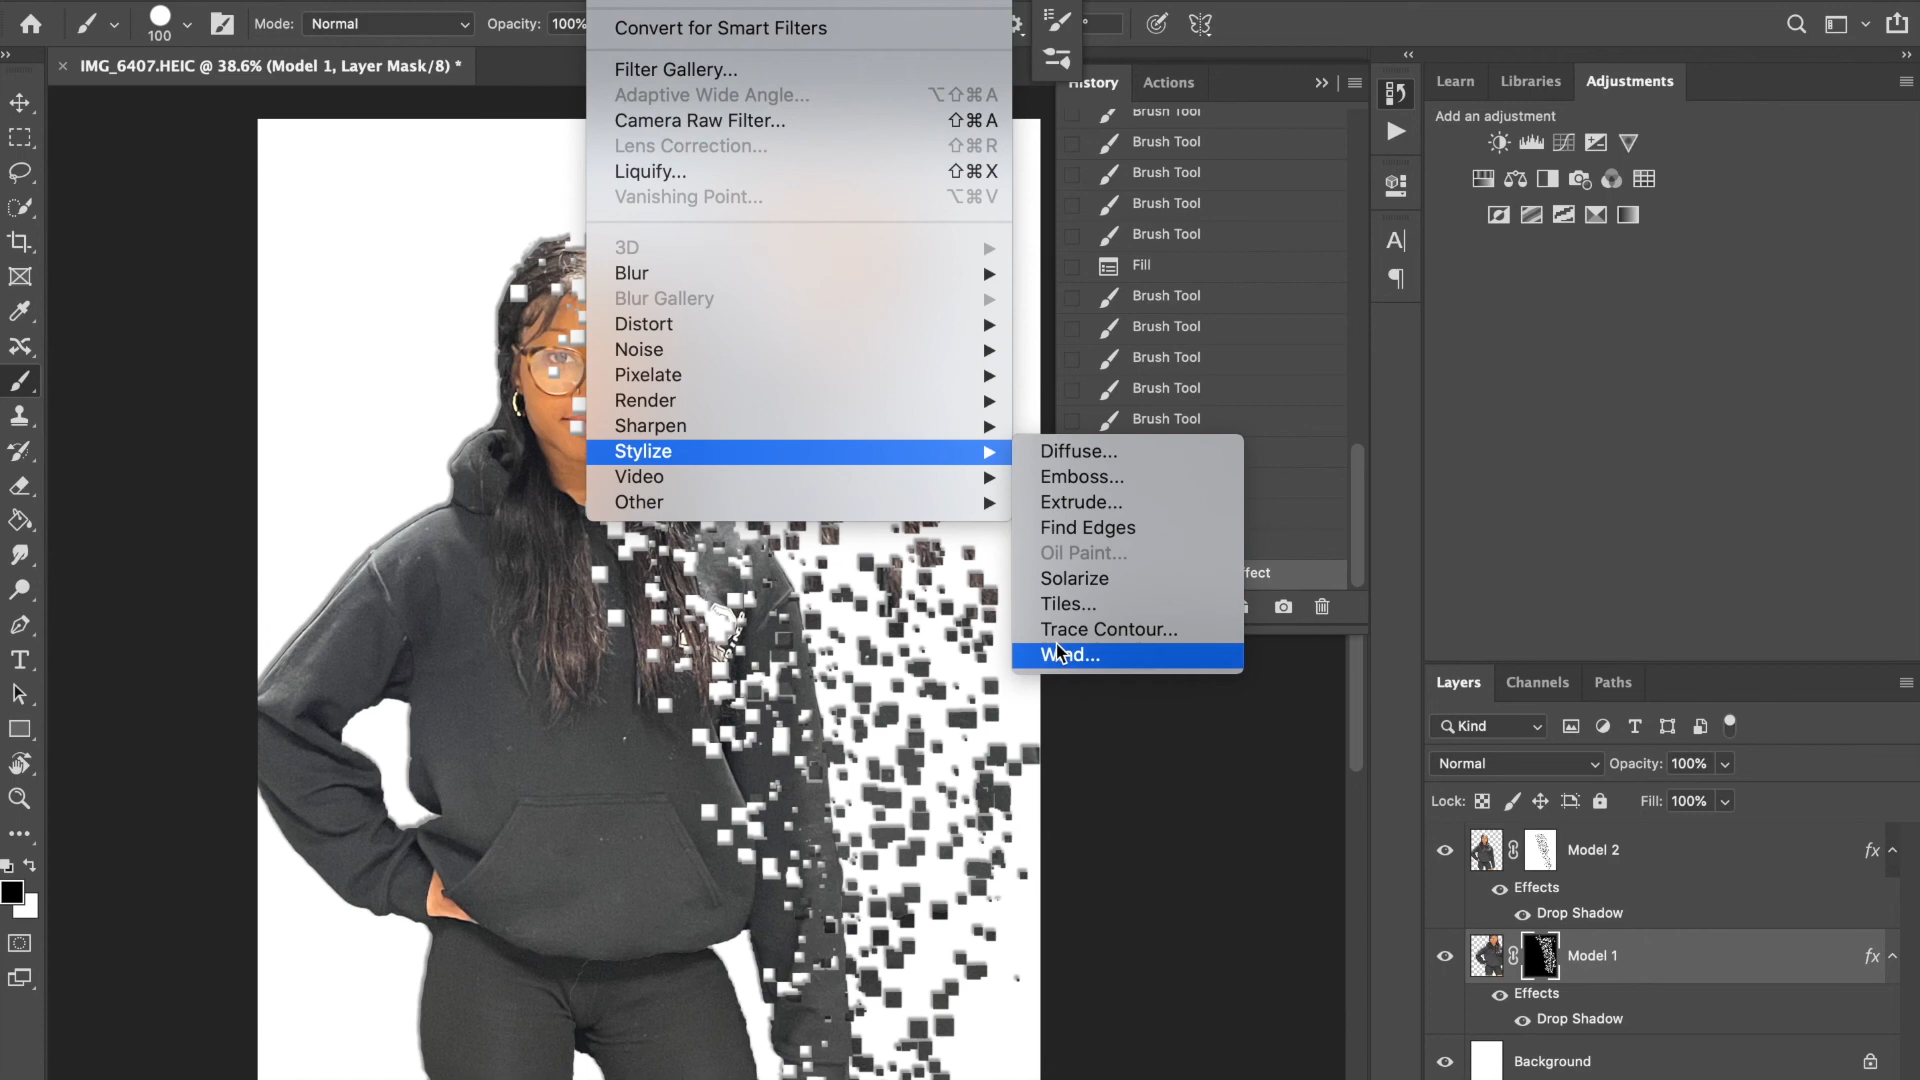 100
Mode:
Normal
Opacity:
100%
°
× IMG_6407.HEIC @ 38.6% (Model 1, Layer Mask/8) *
Convert for Smart Filters
Filter Gallery...
Adaptive Wide Angle... ⌥⇧⌘A
Camera Raw Filter... ⇧⌘A
Lens Correction... ⇧⌘R
Liquify... ⇧⌘X
Vanishing Point... ⌥⌘V
3D
Blur
Blur Gallery
Distort
Noise
Pixelate
Render
Sharpen
Stylize
Video
Other
Diffuse...
Emboss...
Extrude...
Find Edges
Oil Paint...
Solarize
Tiles...
Trace Contour...
History
Actions
Brush Tool
Brush Tool
Brush Tool
Brush Tool
Brush Tool
Fill
Brush Tool
Brush Tool
Brush Tool
Brush Tool
Brush Tool
ffect
Learn
Libraries
Adjustments
Add an adjustment
Layers
Channels
Paths
Kind
Normal
Opacity: 100%
Lock:
Fill: 100%
Model 2
fx
Effects
Drop Shadow
Model 1
fx
Effects
Drop Shadow
Background